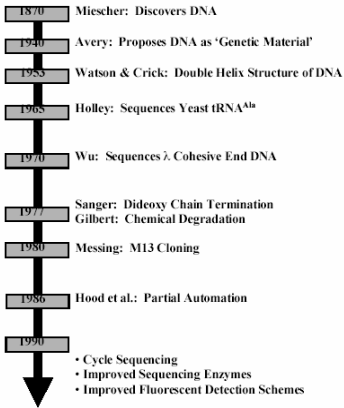 1870 Miescher: Discovers DNA
1940 Avery: Proposes DNA as ‘Genetic Material’
1953 Watson & Crick: Double Helix Structure of DNA
1965 Holley: Sequences Yeast tRNAᴬˡᵃ
1970 Wu: Sequences λ Cohesive End DNA
1977 Sanger: Dideoxy Chain Termination
Gilbert: Chemical Degradation
1980 Messing: M13 Cloning
1986 Hood et al.: Partial Automation
1990
• Cycle Sequencing
• Improved Sequencing Enzymes
• Improved Fluorescent Detection Schemes